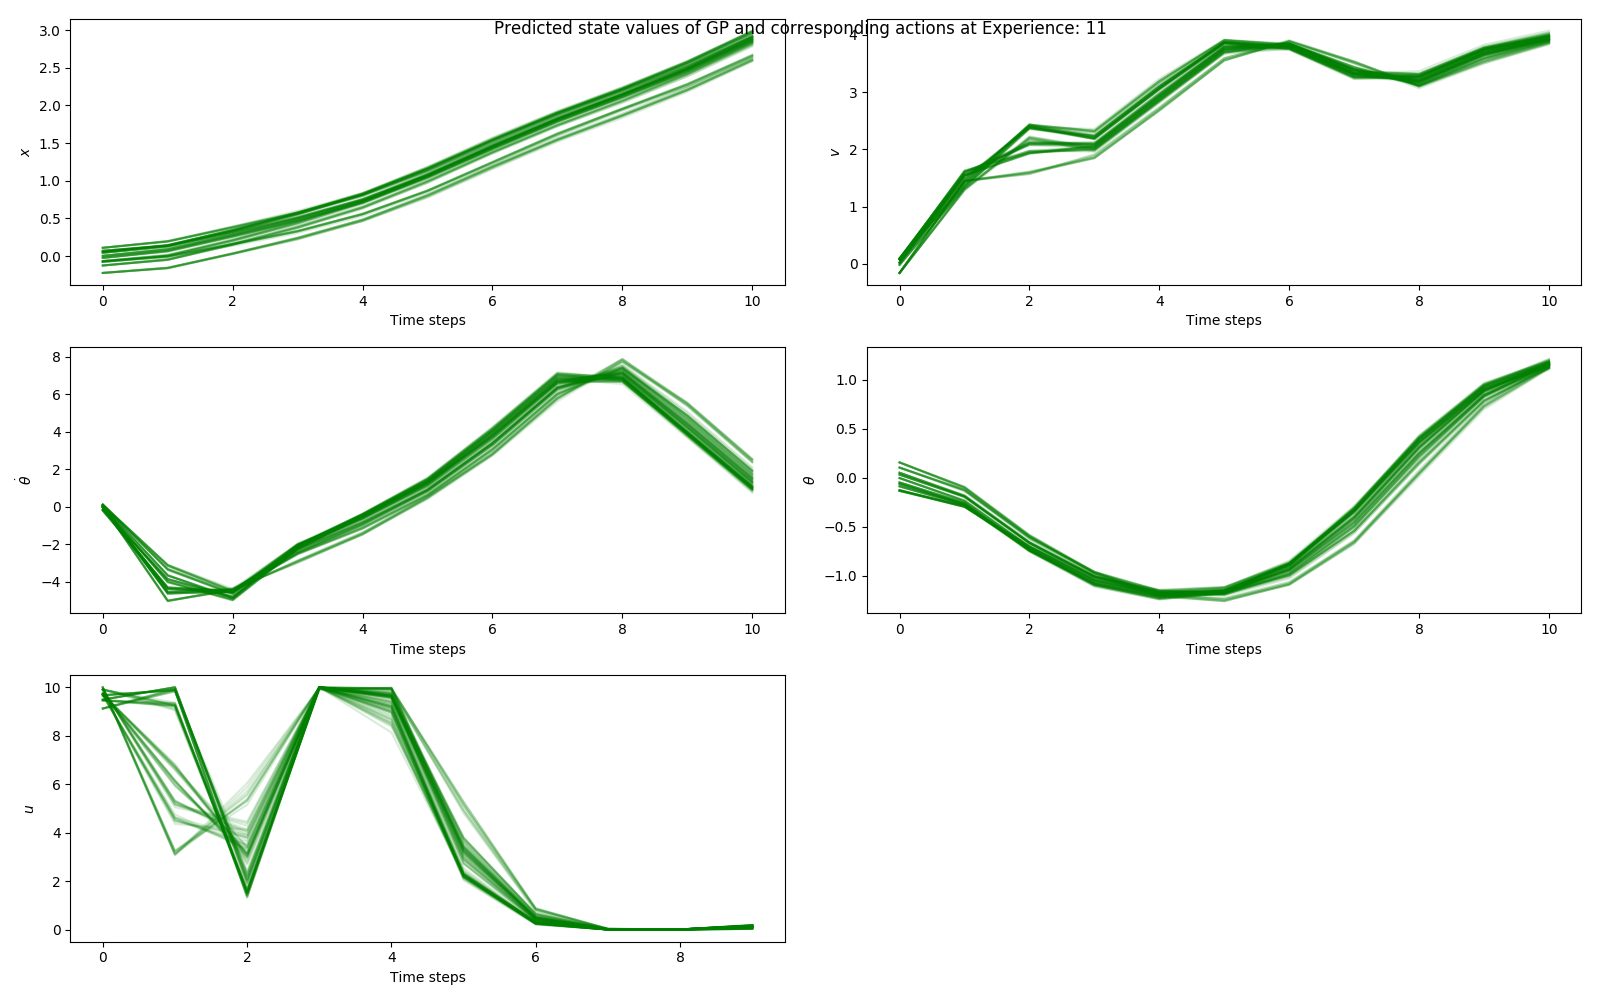 Predicted state values of GP and corresponding actions at Experience: 11
3.0
2.5
2.0
1.5
1.0
0.5
0.0
x
0 2 4 6 8 10
Time steps
4
3
2
1
0
v
0 2 4 6 8 10
Time steps
8
6
4
2
0
−2
−4
θ̇
0 2 4 6 8 10
Time steps
1.0
0.5
0.0
−0.5
−1.0
θ
0 2 4 6 8 10
Time steps
10
8
6
4
2
0
u
0 2 4 6 8
Time steps